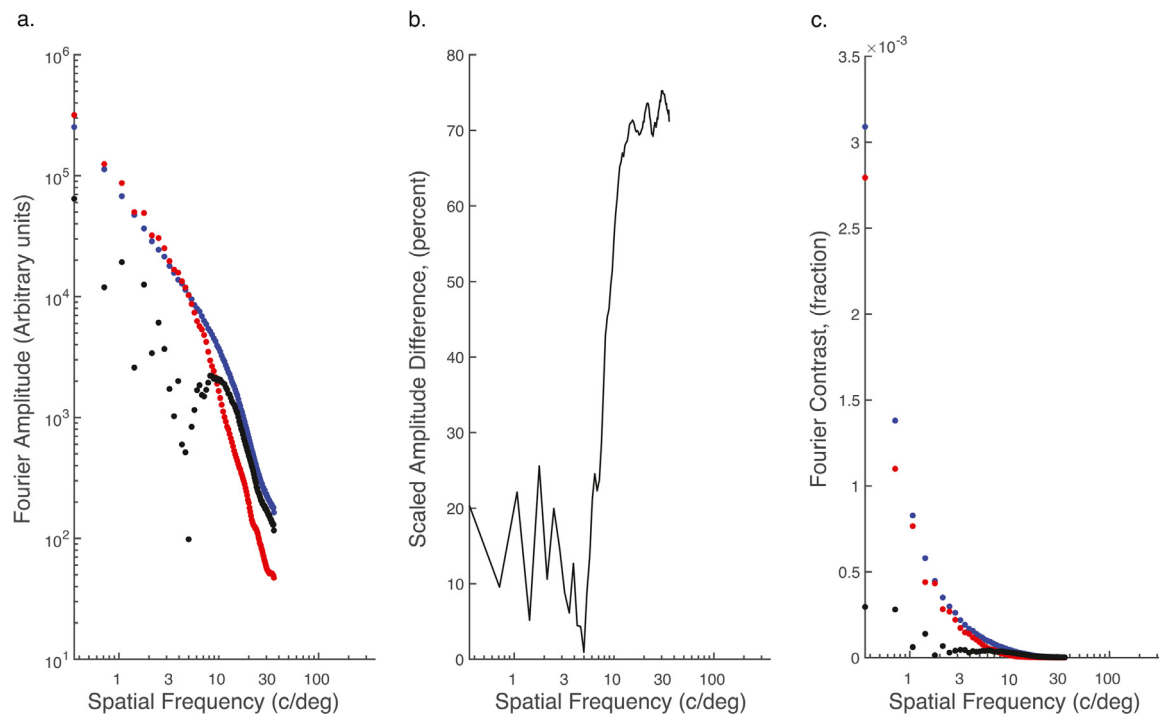 a.
b.
c.
10^6
10^5
10^4
10^3
10^2
10^1
Fourier Amplitude (Arbitrary units)
1 3 10 30 100
Spatial Frequency (c/deg)
80
70
60
50
40
30
20
10
0
Scaled Amplitude Difference, (percent)
1 3 10 30 100
Spatial Frequency (c/deg)
×10^-3
3.5
3
2.5
2
1.5
1
0.5
0
Fourier Contrast, (fraction)
1 3 10 30 100
Spatial Frequency (c/deg)